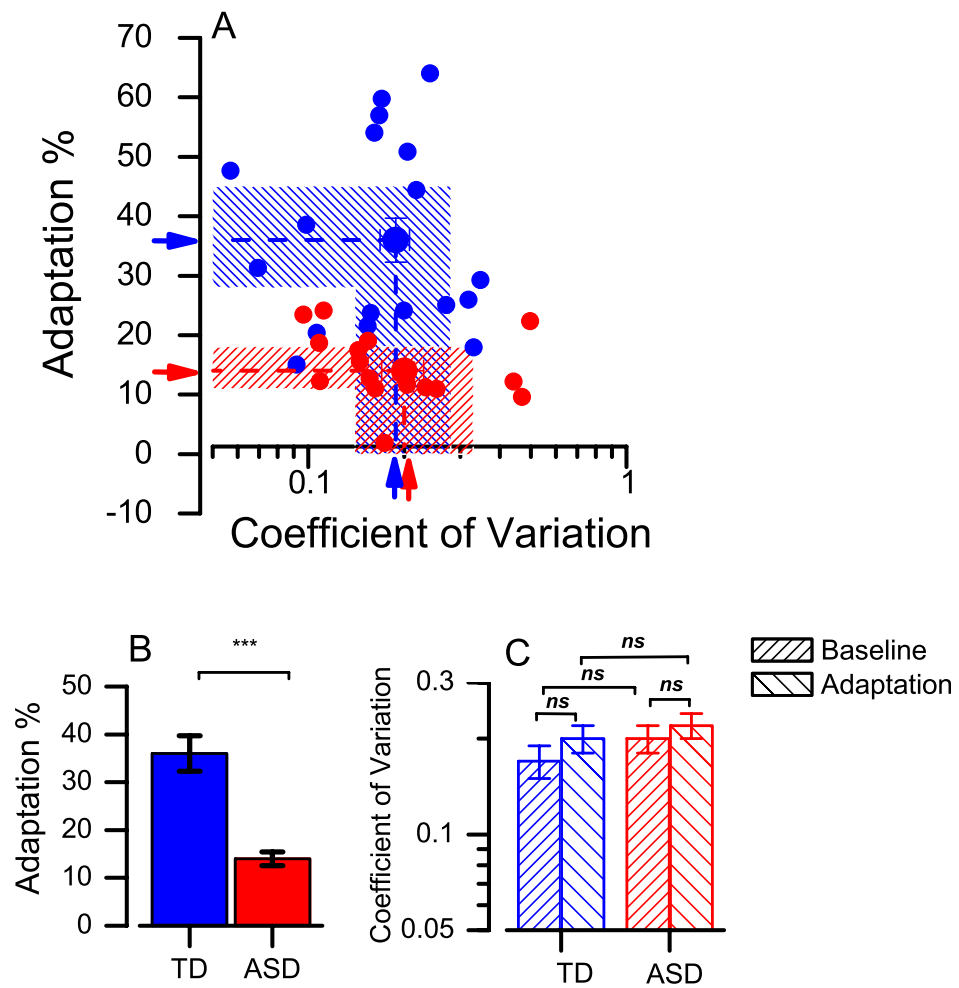 A
70
60
50
40
30
20
10
0
-10
Adaptation %
0.1
1
Coefficient of Variation
B
***
50
40
30
20
10
0
Adaptation %
TD
ASD
C
ns
ns
ns
ns
0.3
0.1
0.05
Coefficient of Variation
TD
ASD
Baseline
Adaptation